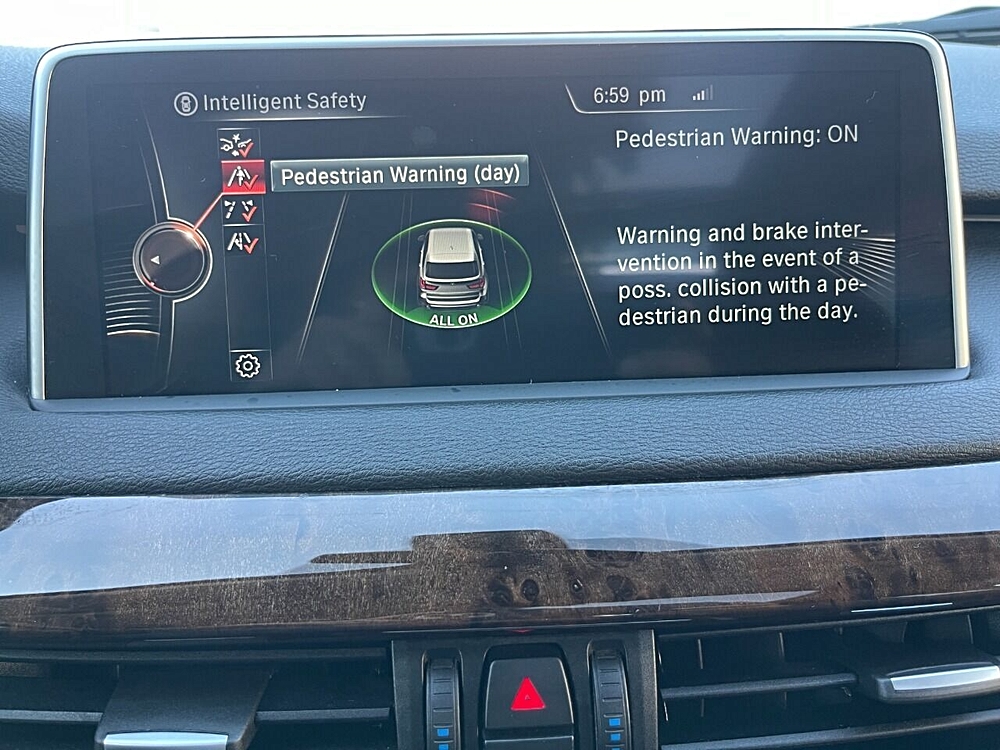 Intelligent Safety
6:59 pm
Pedestrian Warning: ON
Pedestrian Warning (day)
Warning and brake inter-
vention in the event of a
poss. collision with a pe-
destrian during the day.
ALL ON